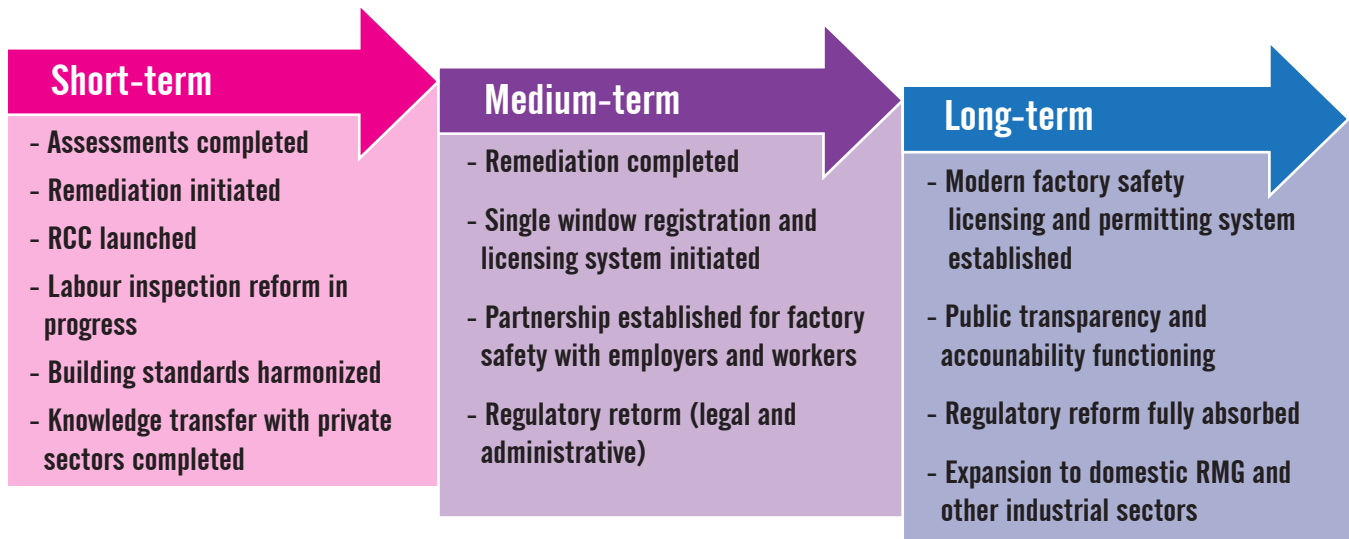 Short-term
- Assessments completed
- Remediation initiated
- RCC launched
- Labour inspection reform in
progress
- Building standards harmonized
- Knowledge transfer with private
sectors completed
Medium-term
- Remediation completed
- Single window registration and
licensing system initiated
- Partnership established for factory
safety with employers and workers
- Regulatory retorm (legal and
administrative)
Long-term
- Modern factory safety
licensing and permitting system
established
- Public transparency and
accounability functioning
- Regulatory reform fully absorbed
- Expansion to domestic RMG and
other industrial sectors